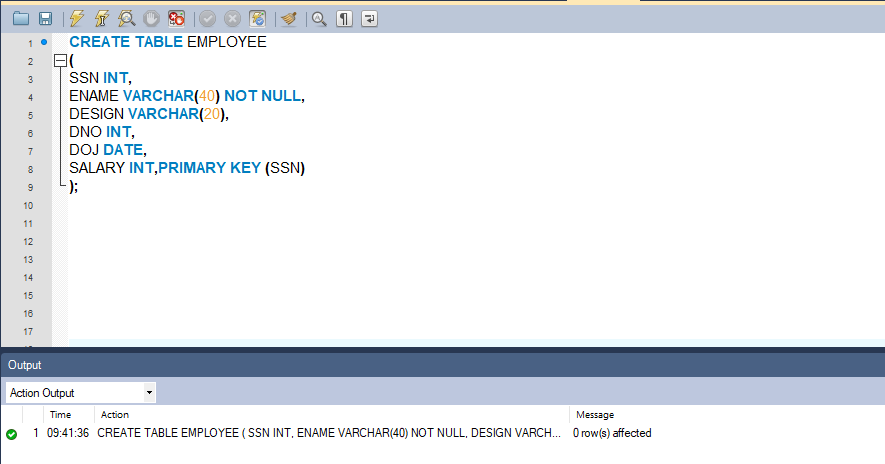 1 CREATE TABLE EMPLOYEE
2 (
3 SSN INT,
4 ENAME VARCHAR(40) NOT NULL,
5 DESIGN VARCHAR(20),
6 DNO INT,
7 DOJ DATE,
8 SALARY INT,PRIMARY KEY (SSN)
9 );
10
11
12
13
14
15
16
17
Output
Action Output
Time Action Message
1 09:41:36 CREATE TABLE EMPLOYEE ( SSN INT, ENAME VARCHAR(40) NOT NULL, DESIGN VARCH... 0 row(s) affected